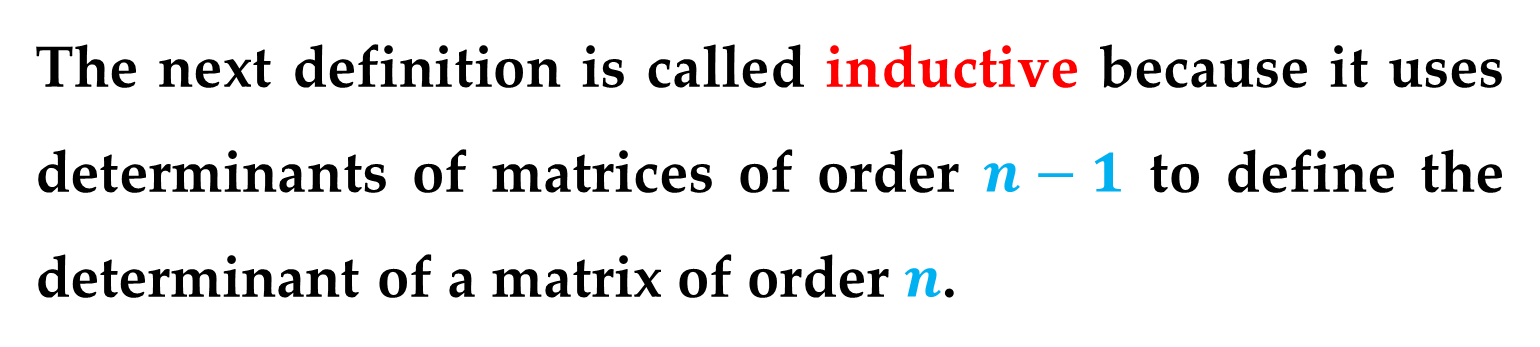 The next definition is called inductive because it uses
determinants of matrices of order n − 1 to define the
determinant of a matrix of order n.